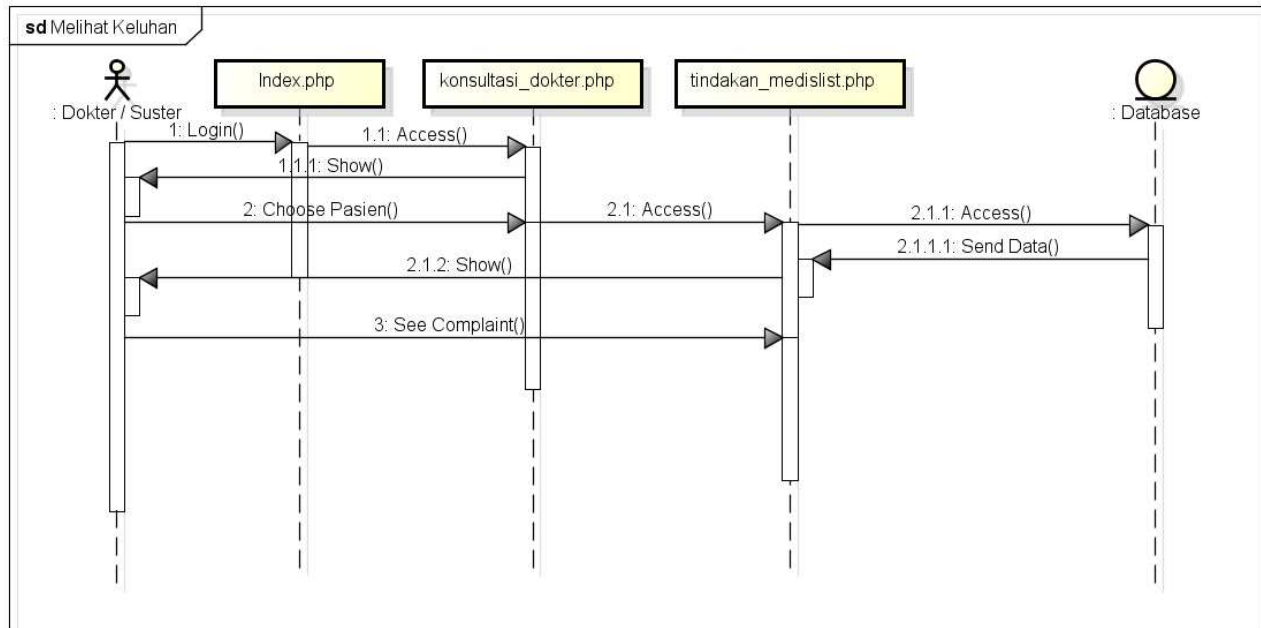 sd Melihat Keluhan
Index.php
konsultasi_dokter.php
tindakan_medislist.php
: Dokter / Suster
: Database
1: Login()
1.1: Access()
1.1.1: Show()
2: Choose Pasien()
2.1: Access()
2.1.1: Access()
2.1.1.1: Send Data()
2.1.2: Show()
3: See Complaint()